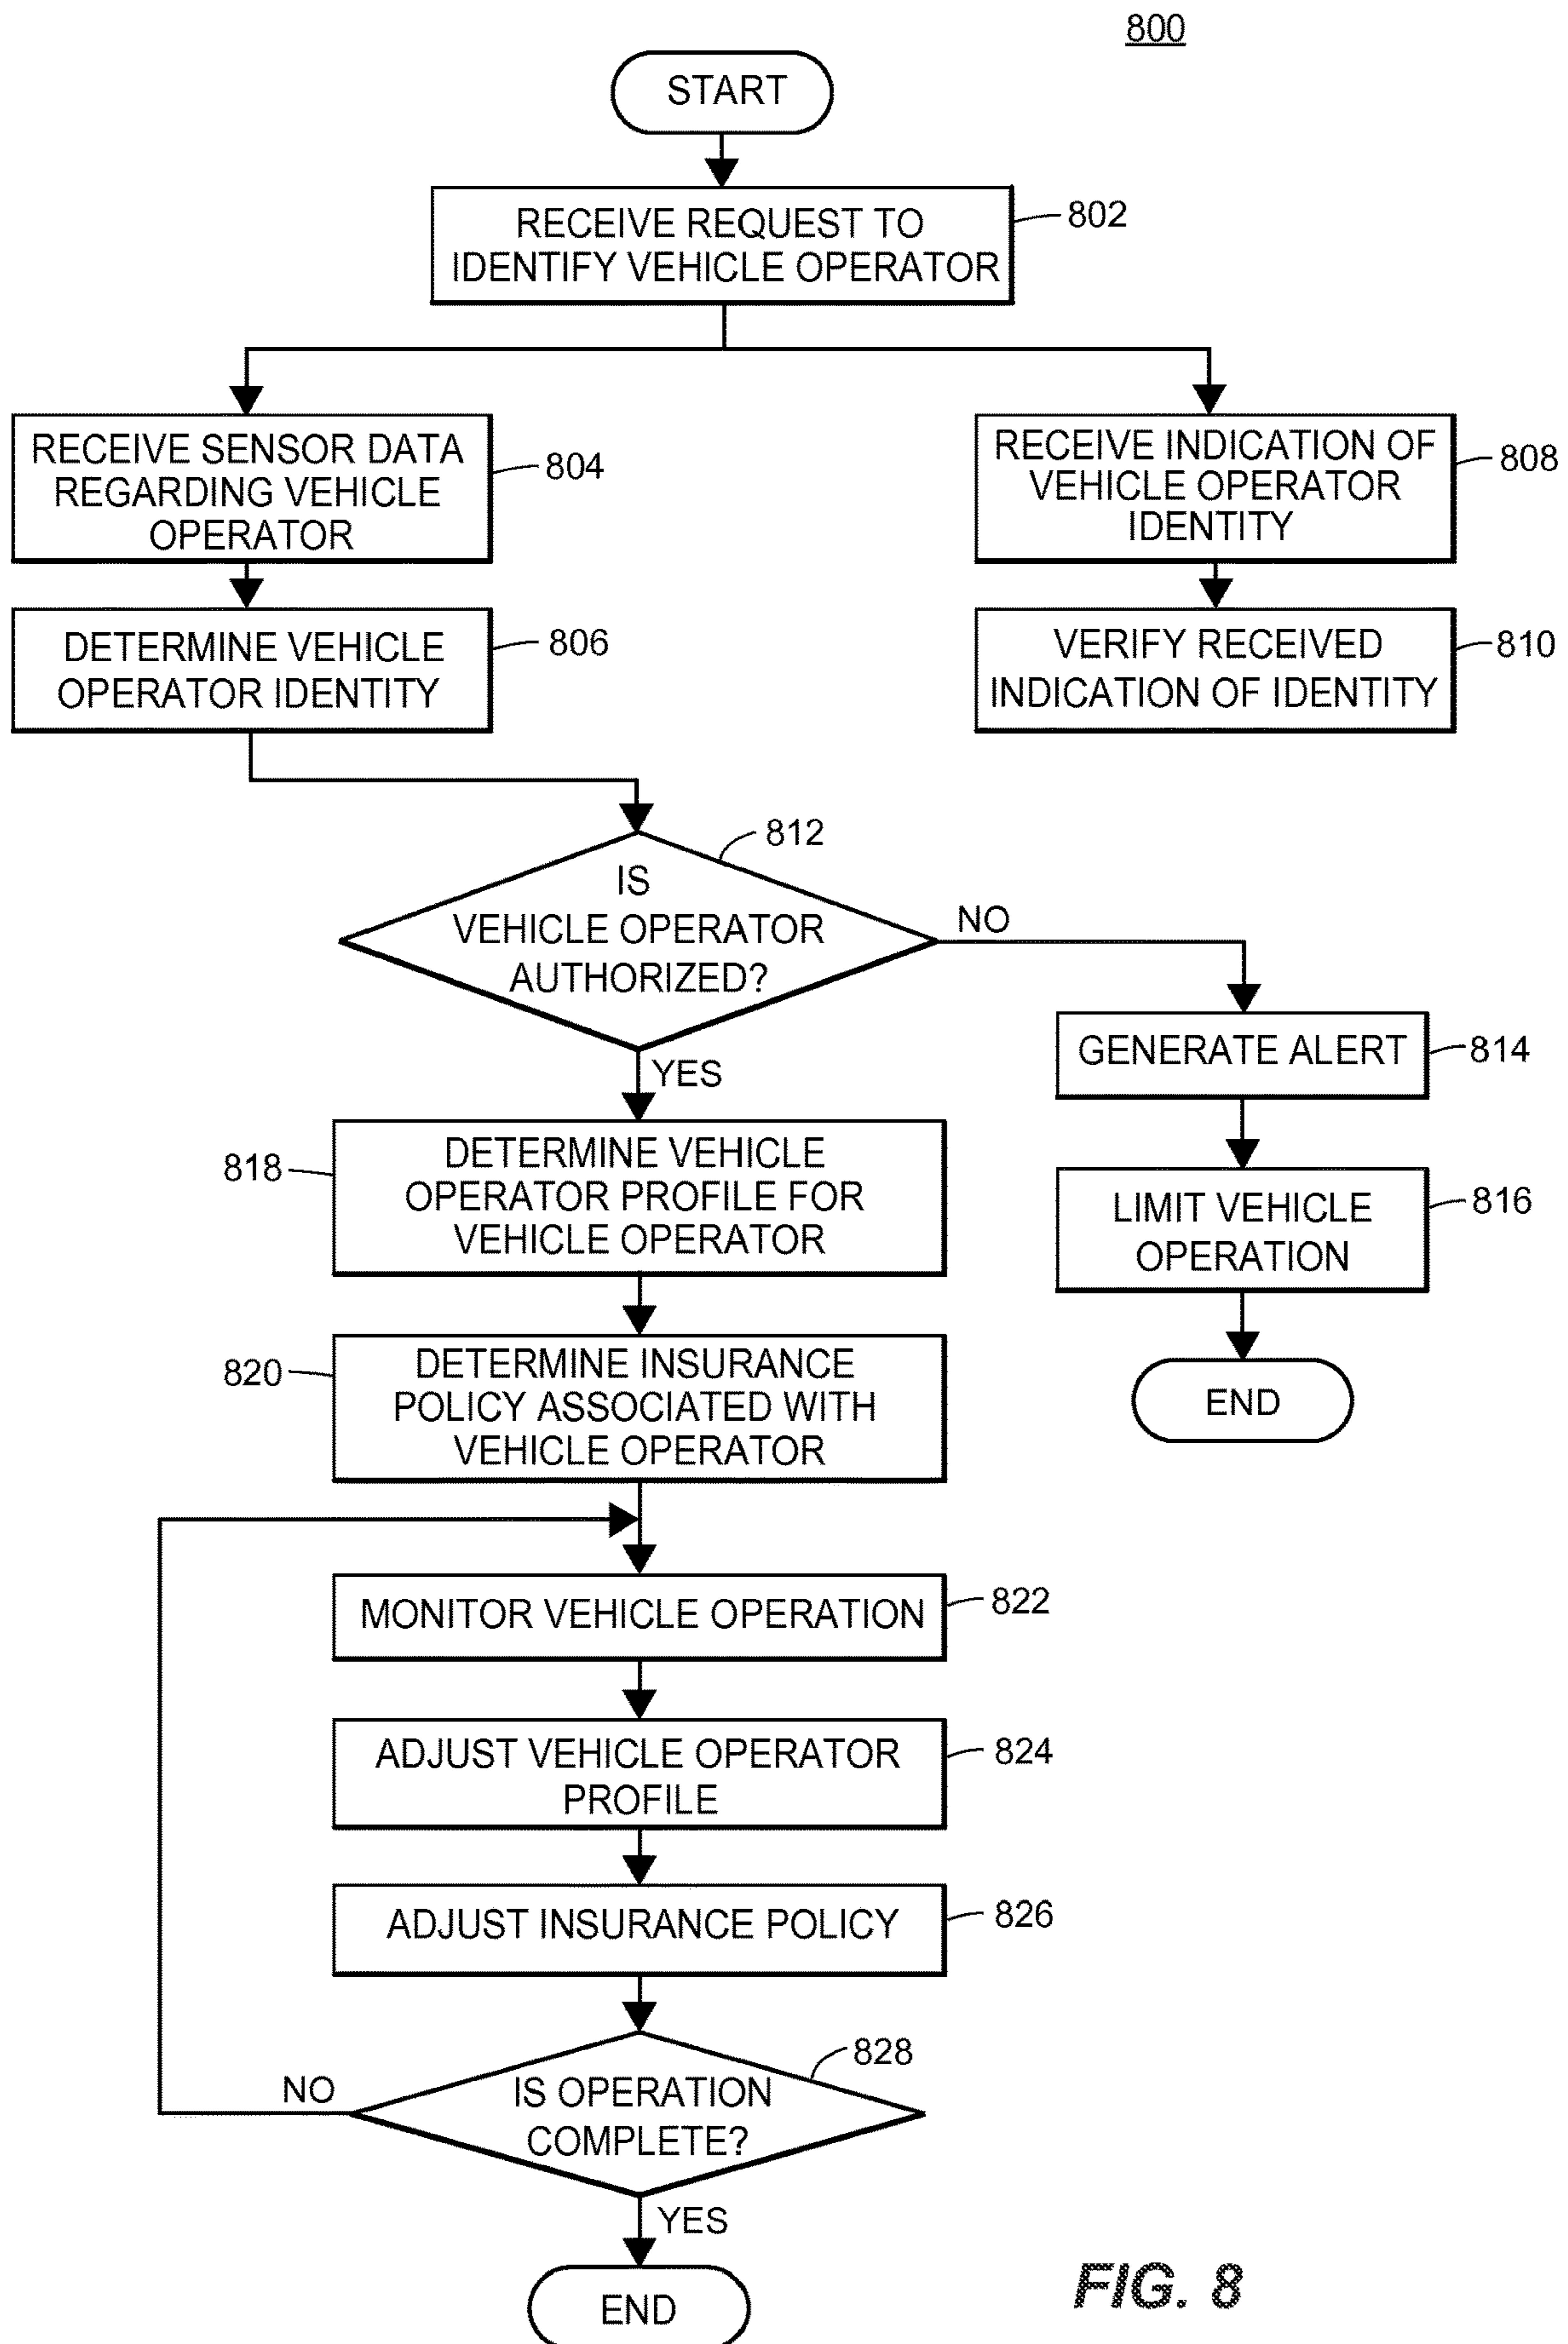 800
START
RECEIVE REQUEST TO
IDENTIFY VEHICLE OPERATOR
802
RECEIVE SENSOR DATA
REGARDING VEHICLE
OPERATOR
804
RECEIVE INDICATION OF
VEHICLE OPERATOR
IDENTITY
808
DETERMINE VEHICLE
OPERATOR IDENTITY
806
VERIFY RECEIVED
INDICATION OF IDENTITY
810
812
IS
VEHICLE OPERATOR
AUTHORIZED?
NO
YES
GENERATE ALERT
814
LIMIT VEHICLE
OPERATION
816
END
818
DETERMINE VEHICLE
OPERATOR PROFILE FOR
VEHICLE OPERATOR
820
DETERMINE INSURANCE
POLICY ASSOCIATED WITH
VEHICLE OPERATOR
MONITOR VEHICLE OPERATION
822
ADJUST VEHICLE OPERATOR
PROFILE
824
ADJUST INSURANCE POLICY
826
828
IS OPERATION
COMPLETE?
NO
YES
END
FIG. 8